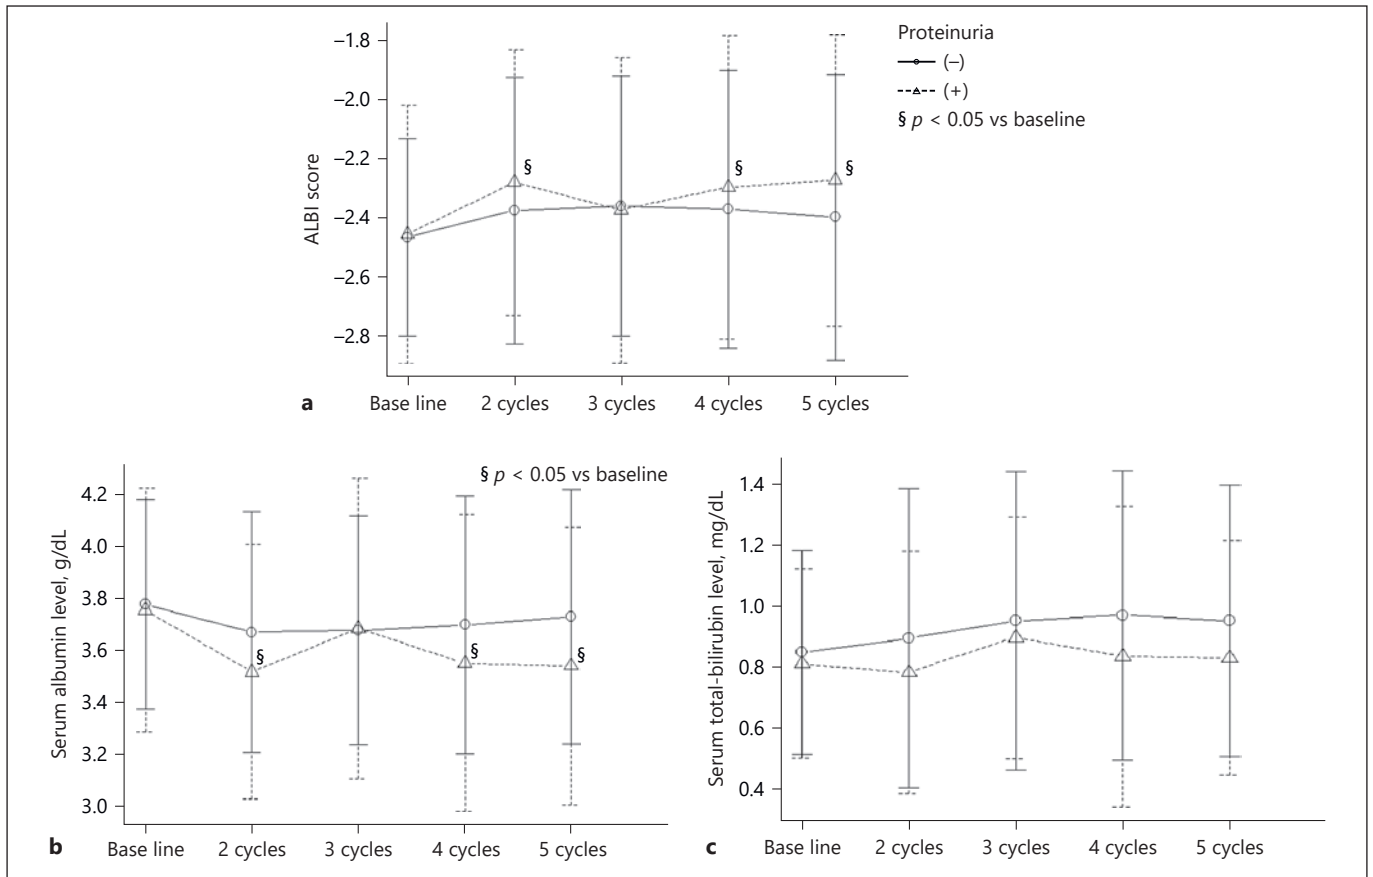 –1.8
–2.0
–2.2
–2.4
–2.6
–2.8
ALBI score
§
§
§
Proteinuria
(–)
(+)
§ p < 0.05 vs baseline
a
Base line
2 cycles
3 cycles
4 cycles
5 cycles
§ p < 0.05 vs baseline
4.2
4.0
3.8
3.6
3.4
3.2
3.0
Serum albumin level, g/dL
§
§
§
b
Base line
2 cycles
3 cycles
4 cycles
5 cycles
1.4
1.2
1.0
0.8
0.6
0.4
Serum total-bilirubin level, mg/dL
c
Base line
2 cycles
3 cycles
4 cycles
5 cycles